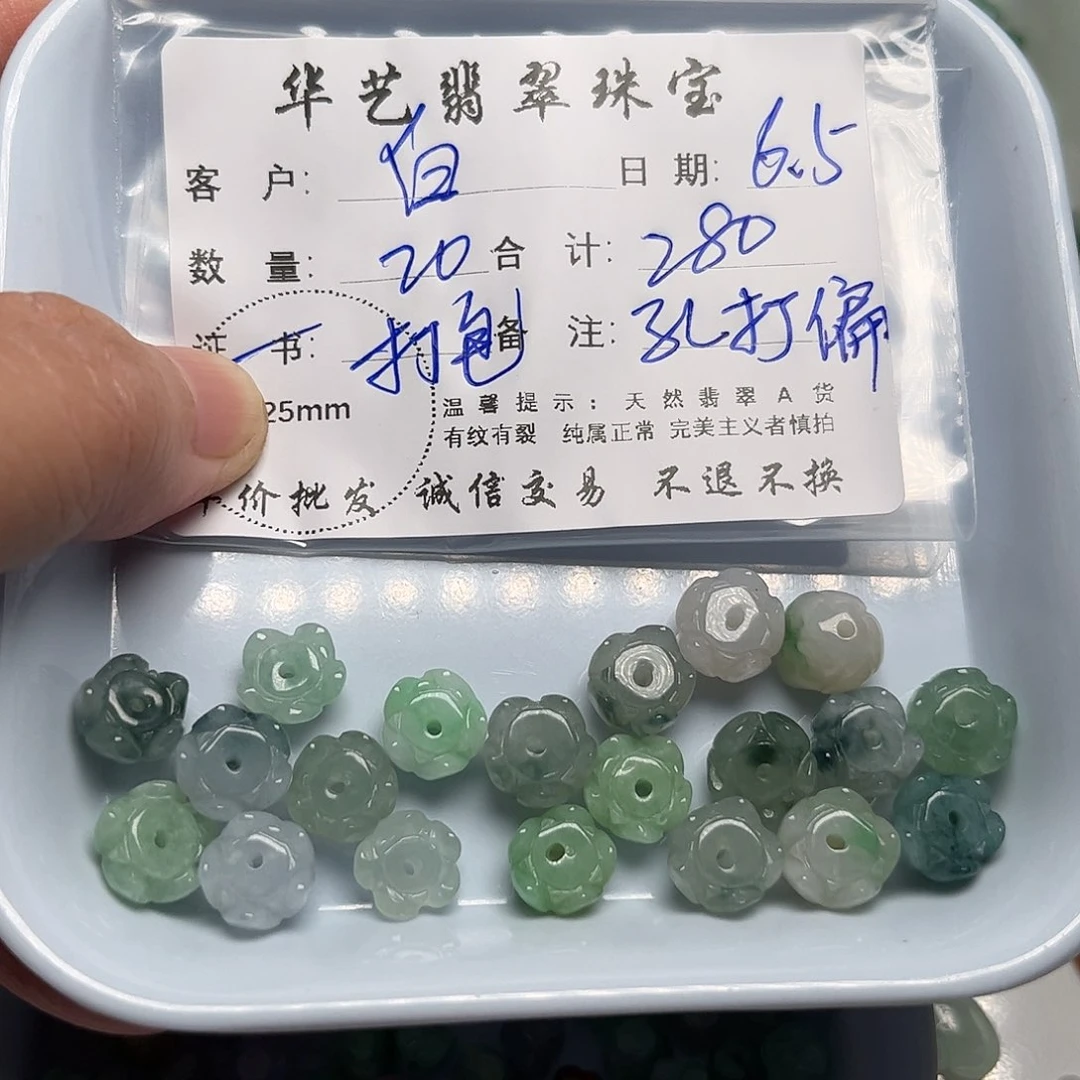 华艺翡翠珠宝
客 户: 白 日 期: 6.5
数 量: 20 合 计: 280
证 书: 打包 备 注: 孔打偏
25mm
温馨提示: 天然翡翠A货
有纹有裂 纯属正常 完美主义者慎拍
价批发 诚信交易 不退不换